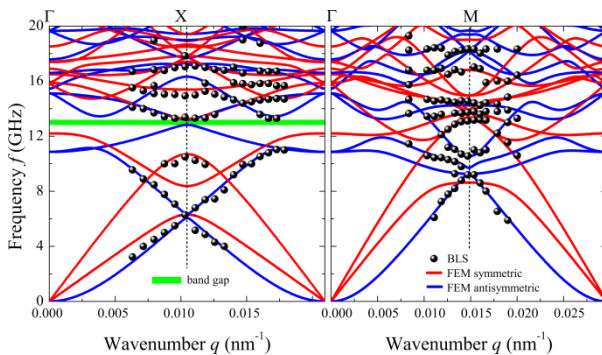 Γ X Γ M
20
16
12
8
4
0
Frequency f (GHz)
band gap
BLS
FEM symmetric
FEM antisymmetric
0 0.005 0.010 0.015 0 0.005 0.010 0.015 0.020 0.025
Wavenumber q (nm⁻¹) Wavenumber q (nm⁻¹)